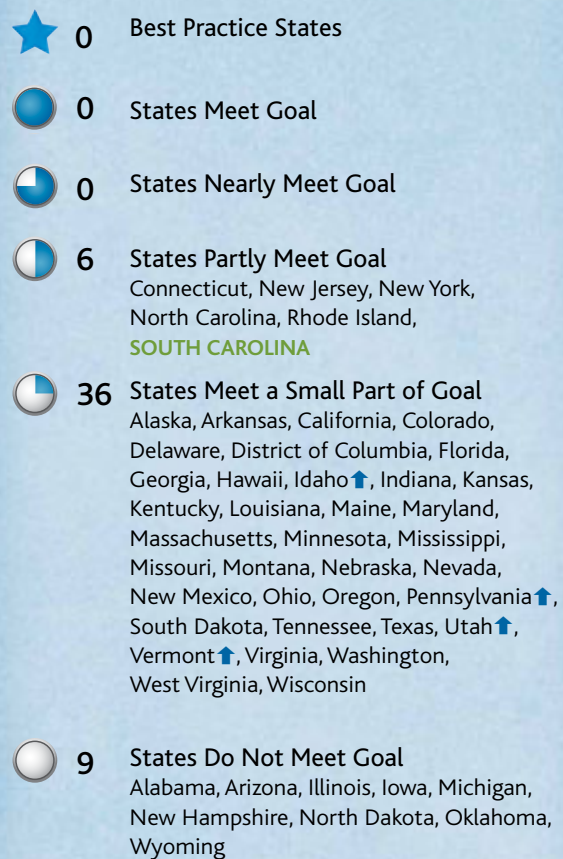 0 Best Practice States
0 States Meet Goal
0 States Nearly Meet Goal
6 States Partly Meet Goal
Connecticut, New Jersey, New York,
North Carolina, Rhode Island,
SOUTH CAROLINA
36 States Meet a Small Part of Goal
Alaska, Arkansas, California, Colorado,
Delaware, District of Columbia, Florida,
Georgia, Hawaii, Idaho⬆, Indiana, Kansas,
Kentucky, Louisiana, Maine, Maryland,
Massachusetts, Minnesota, Mississippi,
Missouri, Montana, Nebraska, Nevada,
New Mexico, Ohio, Oregon, Pennsylvania⬆,
South Dakota, Tennessee, Texas, Utah⬆,
Vermont⬆, Virginia, Washington,
West Virginia, Wisconsin
9 States Do Not Meet Goal
Alabama, Arizona, Illinois, Iowa, Michigan,
New Hampshire, North Dakota, Oklahoma,
Wyoming